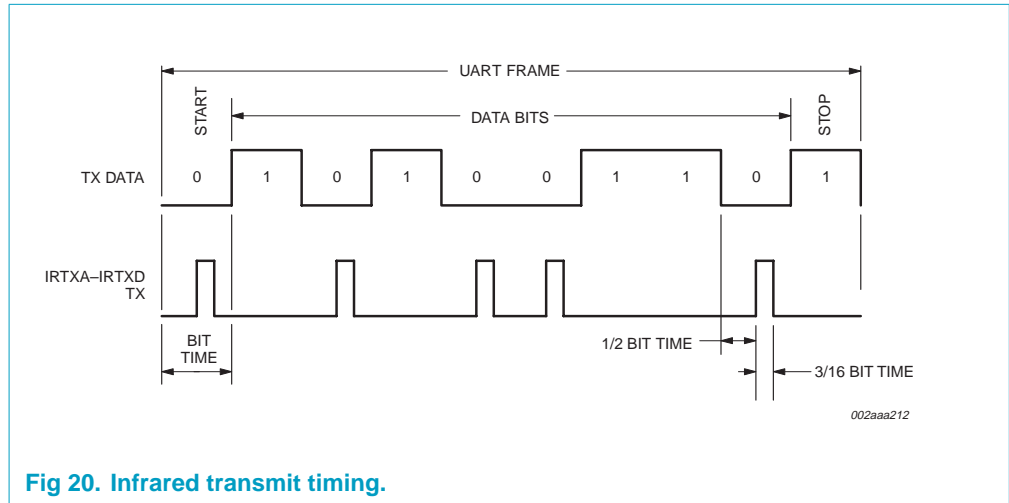 UART FRAME
START
DATA BITS
STOP
TX DATA
0 1 0 1 0 0 1 1 0 1
IRTXA–IRTXD
TX
BIT
TIME
1/2 BIT TIME
3/16 BIT TIME
002aaa212
Fig 20. Infrared transmit timing.